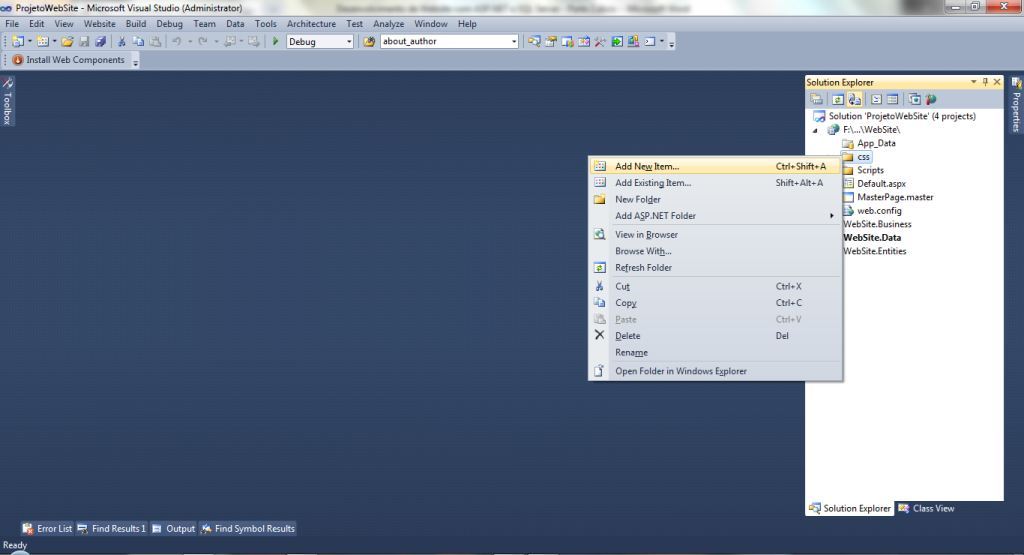 ProjetoWebSite - Microsoft Visual Studio (Administrator)
File Edit View Website Build Debug Team Data Tools Architecture Test Analyze Window Help
Debug about_author
Install Web Components
Toolbox
Solution Explorer
Properties
Solution 'ProjetoWebSite' (4 projects)
F:\...\WebSite\
App_Data
css
Scripts
Default.aspx
MasterPage.master
web.config
WebSite.Business
WebSite.Data
WebSite.Entities
Add New Item... Ctrl+Shift+A
Add Existing Item... Shift+Alt+A
New Folder
Add ASP.NET Folder
View in Browser
Browse With...
Refresh Folder
Cut Ctrl+X
Copy Ctrl+C
Paste Ctrl+V
Delete Del
Rename
Open Folder in Windows Explorer
Solution Explorer Class View
Error List Find Results 1 Output Find Symbol Results
Ready